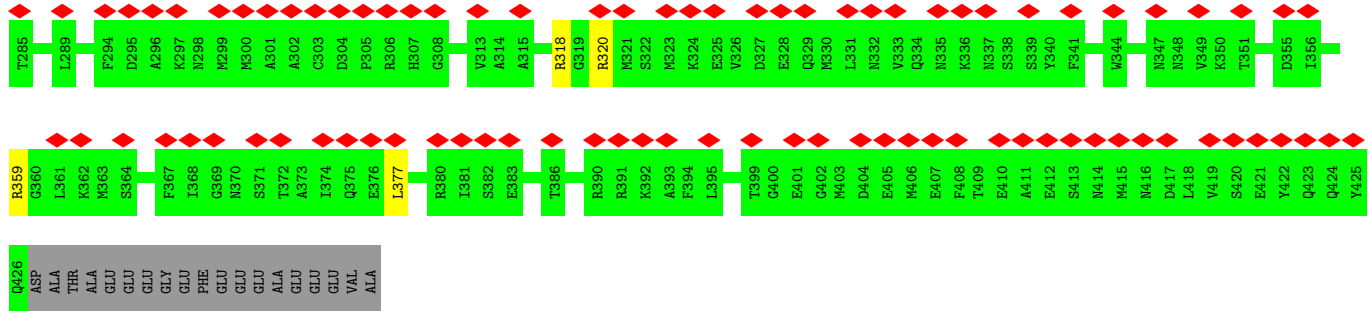 T285 L289 F294 D295 A296 K297 N298 M299 M300 A301 A302 C303 D304 P305 R306 H307 G308 V313 A314 A315 R318 G319 R320 M321 S322 M323 K324 E325 V326 D327 E328 Q329 M330 L331 N332 V333 Q334 N335 K336 N337 S338 S339 Y340 F341 W344 N347 N348 V349 K350 T351 D355 I356
R359 G360 L361 K362 M363 S364 F367 I368 G369 N370 S371 T372 A373 I374 Q375 E376 L377 R380 I381 S382 E383 T386 R390 R391 K392 A393 F394 L395 T399 G400 E401 G402 M403 D404 E405 M406 E407 F408 T409 E410 A411 E412 S413 N414 M415 N416 D417 L418 V419 S420 E421 Y422 Q423 Q424 Y425
Q426 ASP ALA THR ALA GLU GLU GLU GLY GLU PHE GLU GLU GLU ALA GLU GLU GLU VAL ALA